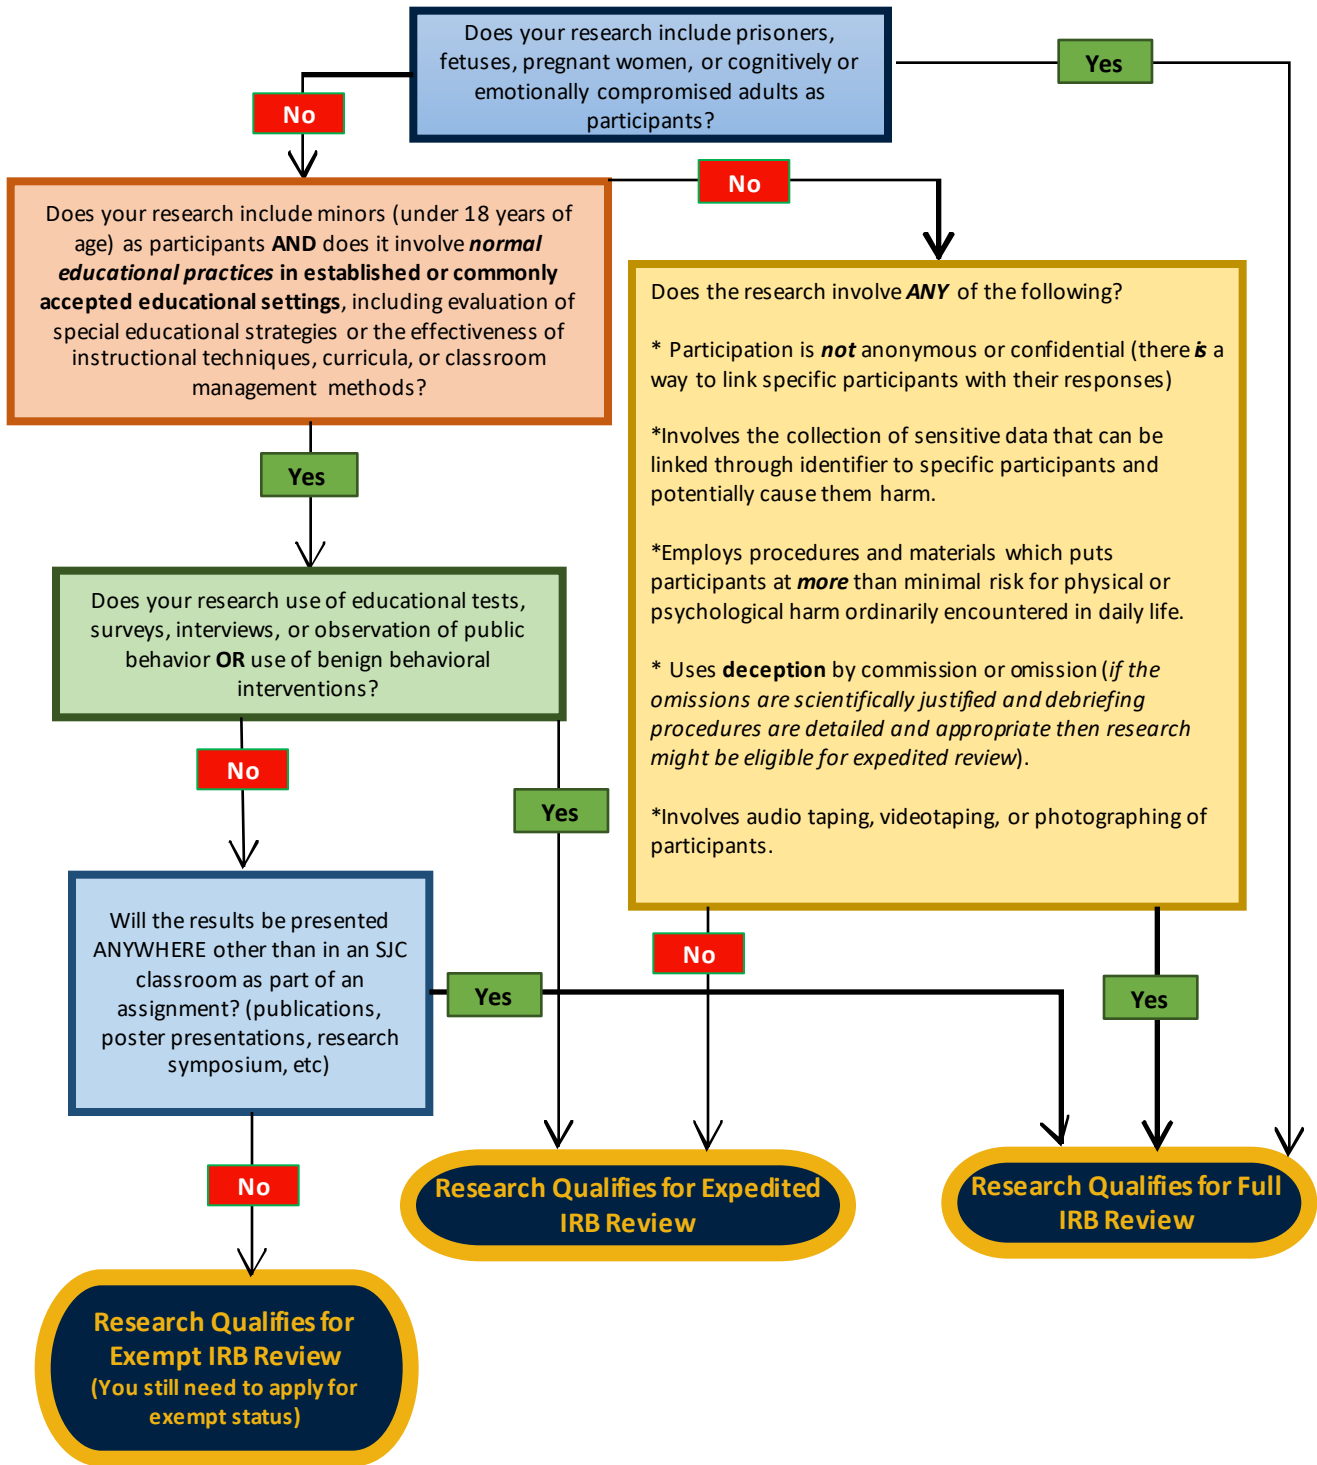 Does your research include prisoners,
fetuses, pregnant women, or cognitively or
emotionally compromised adults as
participants?
Yes
No
No
Does your research include minors (under 18 years of
age) as participants AND does it involve normal
educational practices in established or commonly
accepted educational settings, including evaluation of
special educational strategies or the effectiveness of
instructional techniques, curricula, or classroom
management methods?
Does the research involve ANY of the following?
* Participation is not anonymous or confidential (there is a
way to link specific participants with their responses)
*Involves the collection of sensitive data that can be
linked through identifier to specific participants and
potentially cause them harm.
*Employs procedures and materials which puts
participants at more than minimal risk for physical or
psychological harm ordinarily encountered in daily life.
* Uses deception by commission or omission (if the
omissions are scientifically justified and debriefing
procedures are detailed and appropriate then research
might be eligible for expedited review).
*Involves audio taping, videotaping, or photographing of
participants.
Yes
Does your research use of educational tests,
surveys, interviews, or observation of public
behavior OR use of benign behavioral
interventions?
No
Yes
Will the results be presented
ANYWHERE other than in an SJC
classroom as part of an
assignment? (publications,
poster presentations, research
symposium, etc)
Yes
No
Yes
No
Research Qualifies for Expedited
IRB Review
Research Qualifies for Full
IRB Review
Research Qualifies for
Exempt IRB Review
(You still need to apply for
exempt status)